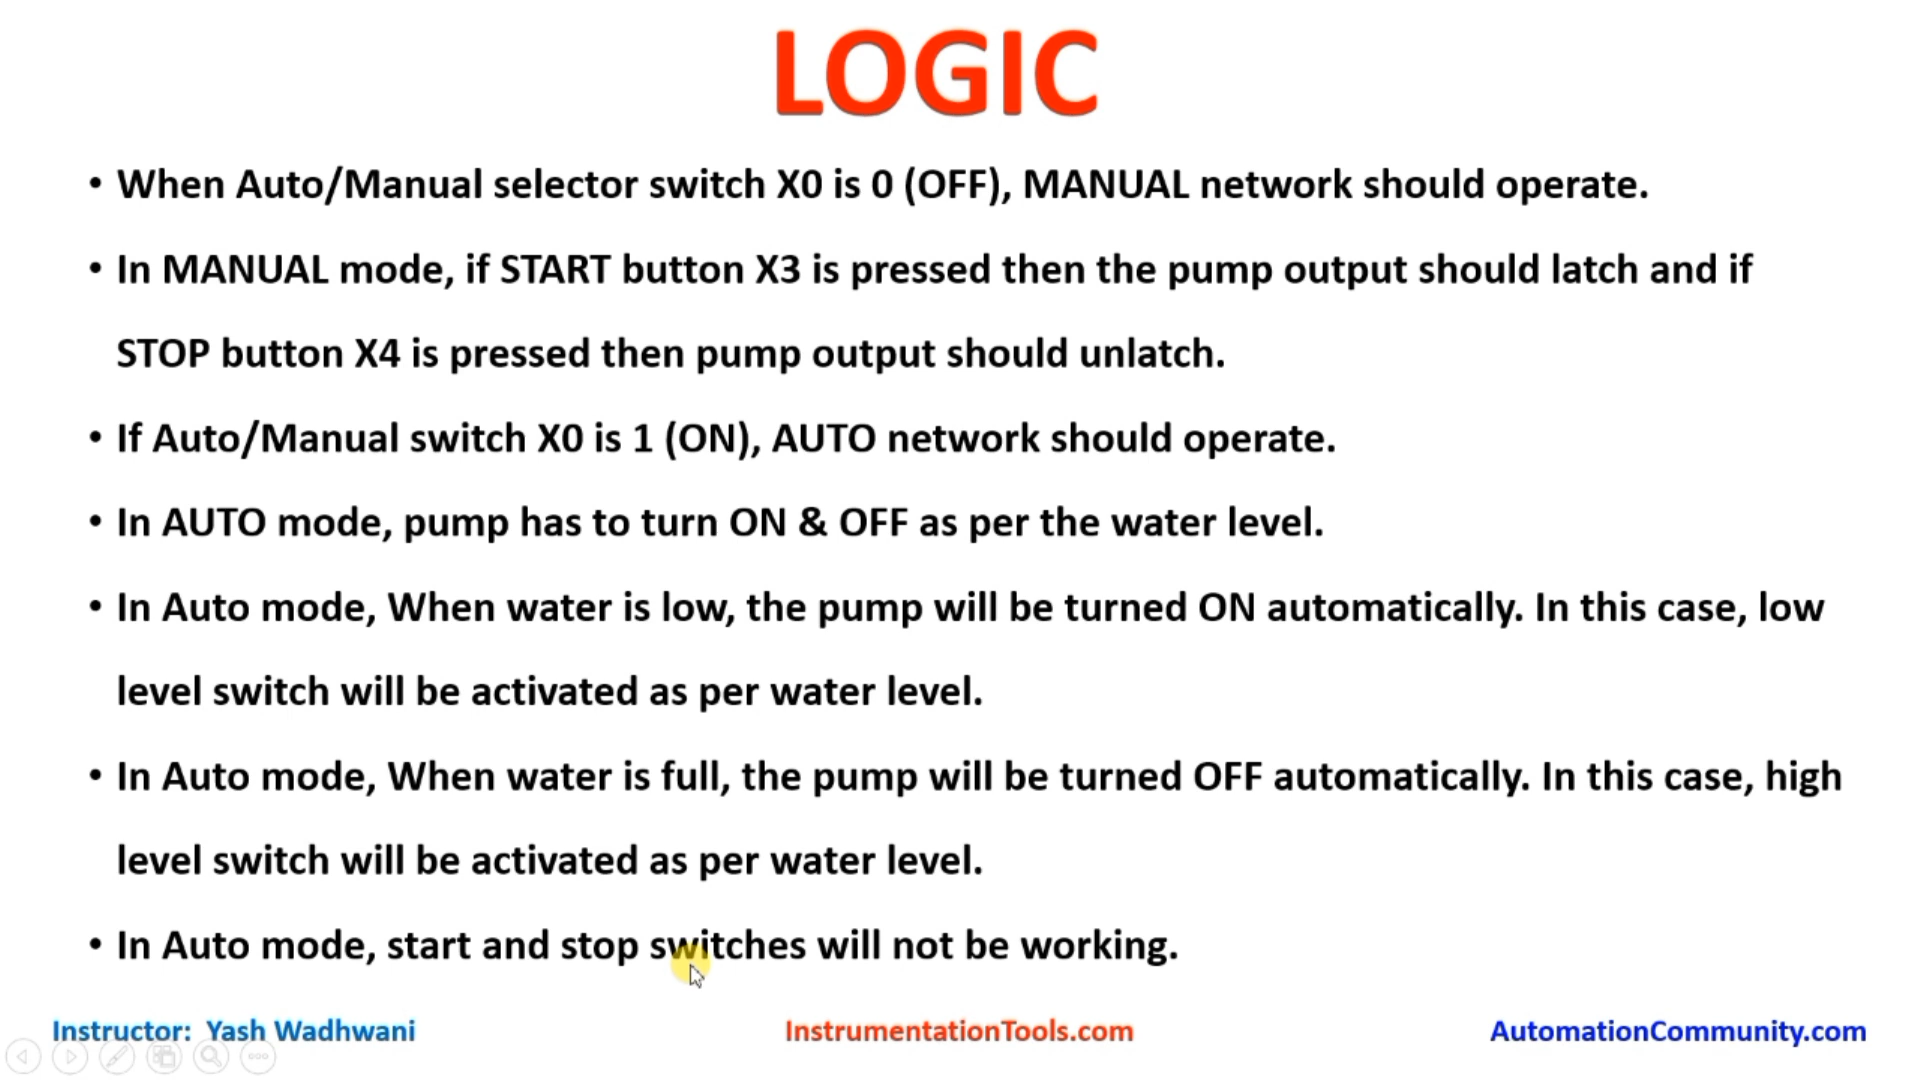 LOGIC
• When Auto/Manual selector switch X0 is 0 (OFF), MANUAL network should operate.
• In MANUAL mode, if START button X3 is pressed then the pump output should latch and if
STOP button X4 is pressed then pump output should unlatch.
• If Auto/Manual switch X0 is 1 (ON), AUTO network should operate.
• In AUTO mode, pump has to turn ON & OFF as per the water level.
• In Auto mode, When water is low, the pump will be turned ON automatically. In this case, low
level switch will be activated as per water level.
• In Auto mode, When water is full, the pump will be turned OFF automatically. In this case, high
level switch will be activated as per water level.
• In Auto mode, start and stop switches will not be working.
Instructor: Yash Wadhwani
InstrumentationTools.com
AutomationCommunity.com